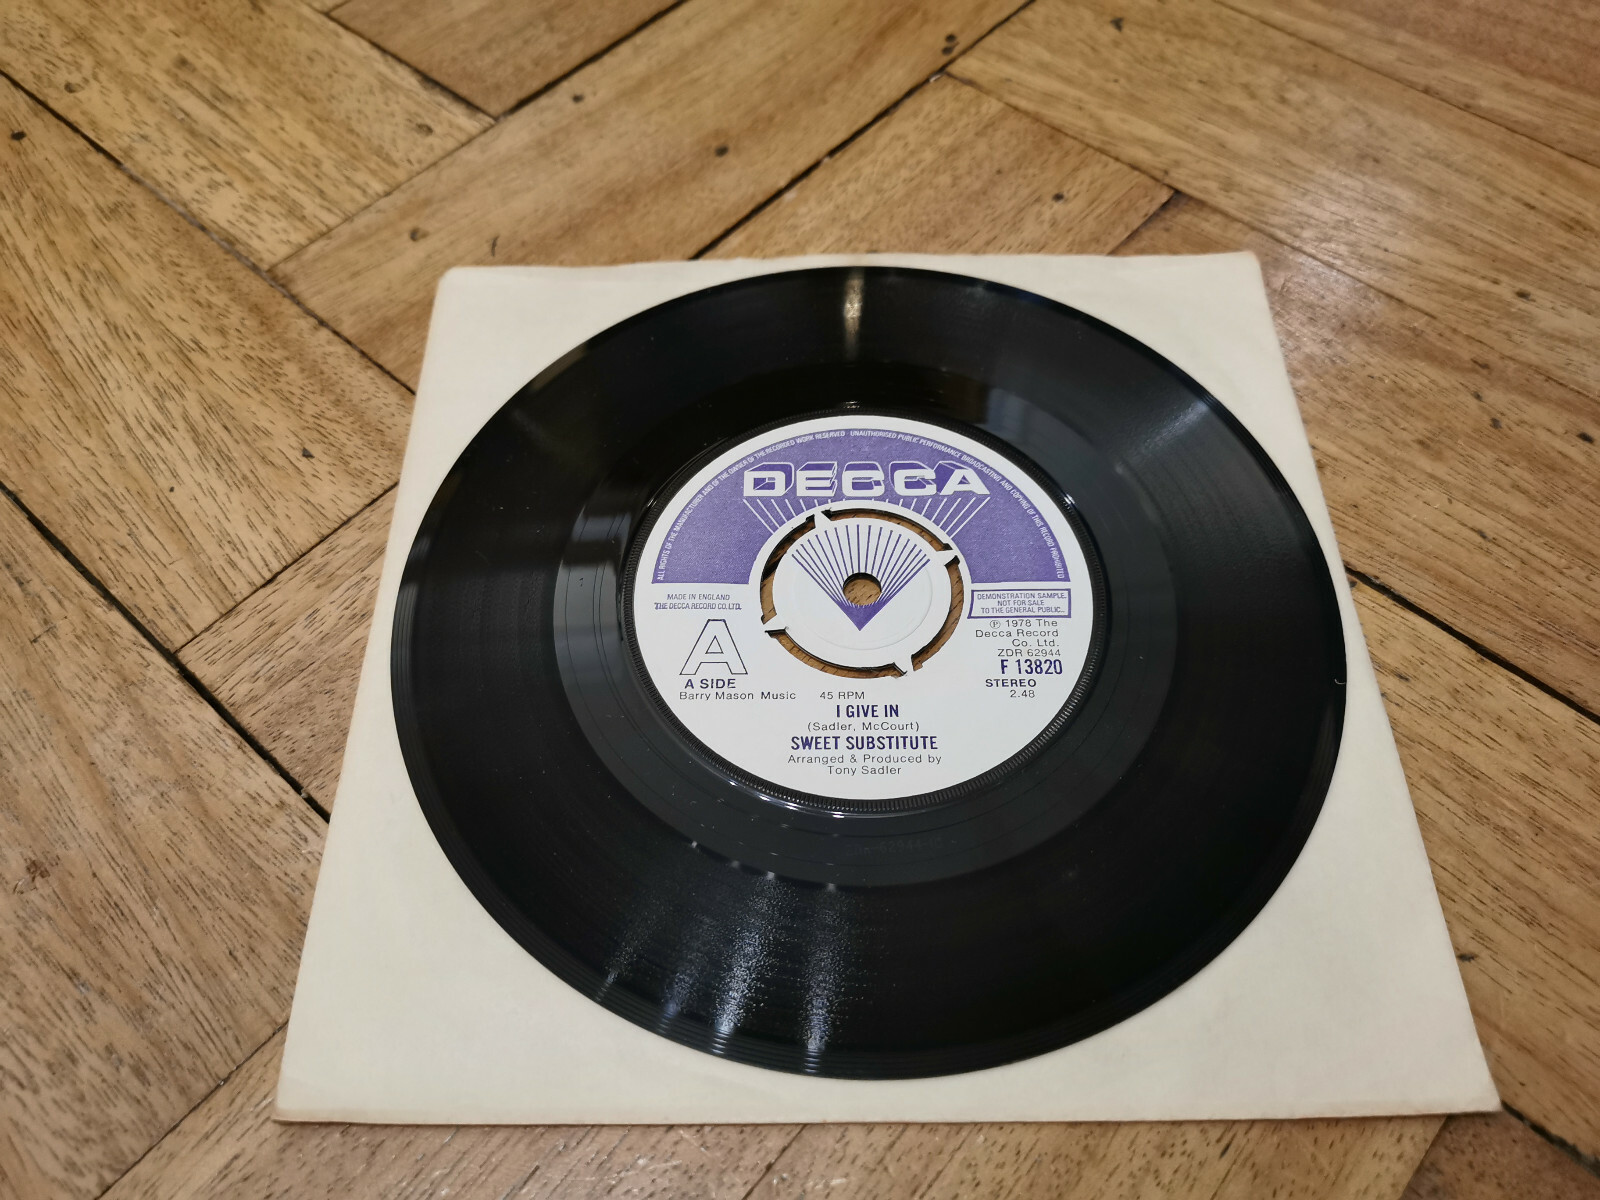 ALL RIGHTS OF THE MANUFACTURER AND OF THE OWNER OF THE RECORDED WORK RESERVED · UNAUTHORISED PUBLIC PERFORMANCE BROADCASTING AND COPYING OF THIS RECORD PROHIBITED
DECCA
MADE IN ENGLAND
THE DECCA RECORD CO. LTD.
DEMONSTRATION SAMPLE,
NOT FOR SALE
TO THE GENERAL PUBLIC..
A
A SIDE
Barry Mason Music
℗ 1978 The
Decca Record
Co. Ltd.
ZDR 62944
F 13820
STEREO
2.48
45 RPM
I GIVE IN
(Sadler, McCourt)
SWEET SUBSTITUTE
Arranged & Produced by
Tony Sadler